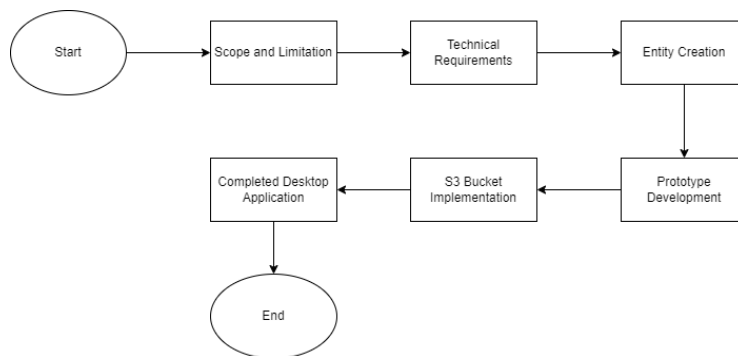 Start
Scope and Limitation
Technical
Requirements
Entity Creation
Prototype
Development
S3 Bucket
Implementation
Completed Desktop
Application
End